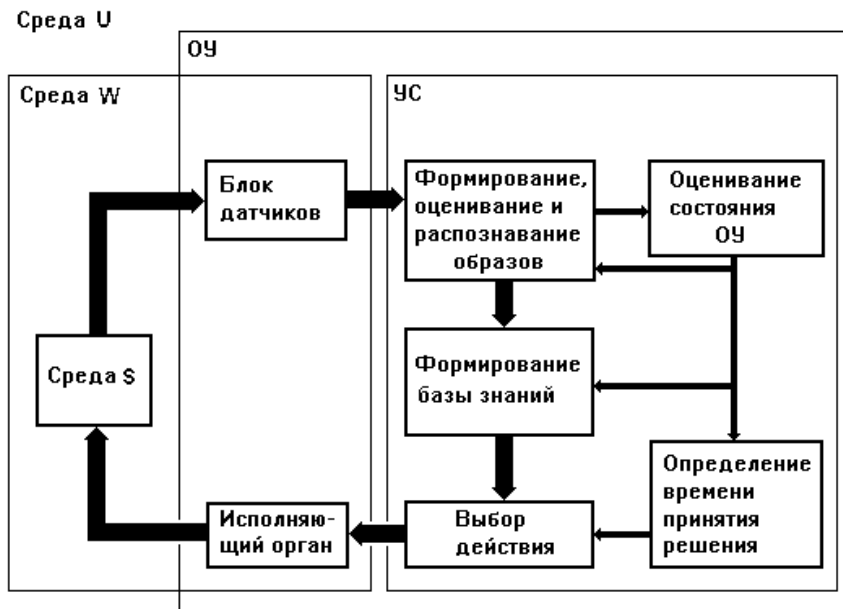 Среда U
ОУ
Среда W
УС
Блок
датчиков
Формирование,
оценивание и
распознавание
образов
Оценивание
состояния
ОУ
Среда S
Формирование
базы знаний
Определение
времени
принятия
решения
Исполняю-
щий орган
Выбор
действия